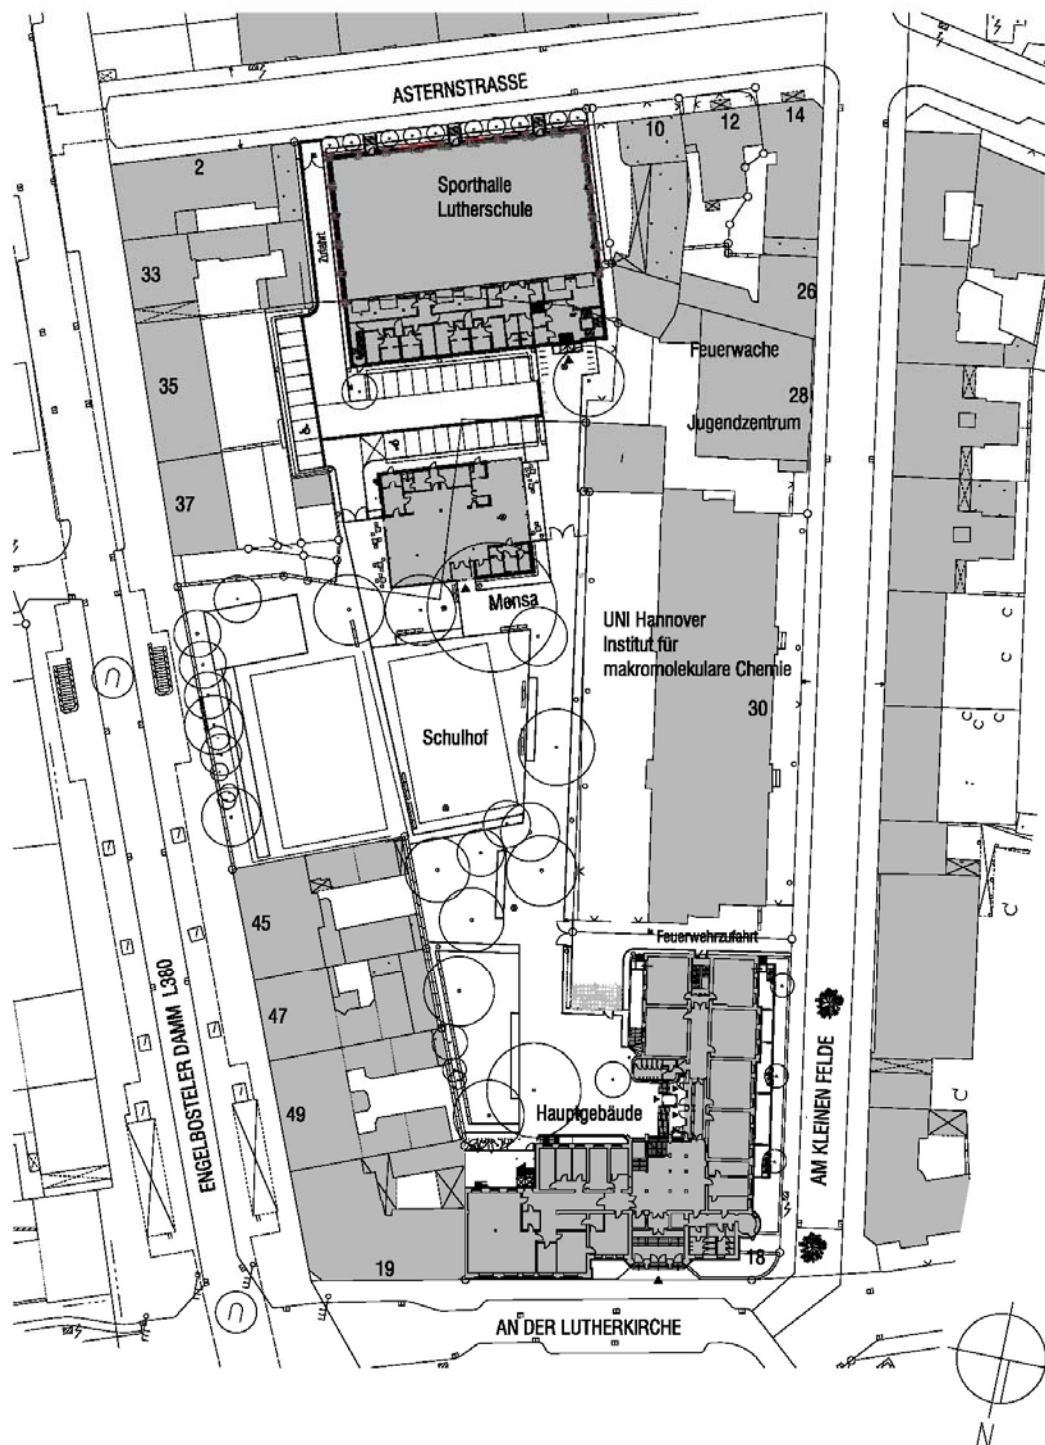 ASTERNSTRASSE
2
10
12
14
Sporthalle
Lutherschule
Zufahrt
33
26
Feuerwache
35
28
Jugendzentrum
37
Mensa
UNI Hannover
Institut für
makromolekulare Chemie
30
Schulhof
45
Feuerwehrzufahrt
ENGELBOSTELER DAMM L380
47
AM KLEINEN FELDE
49
Hauptgebäude
19
18
AN DER LUTHERKIRCHE
N